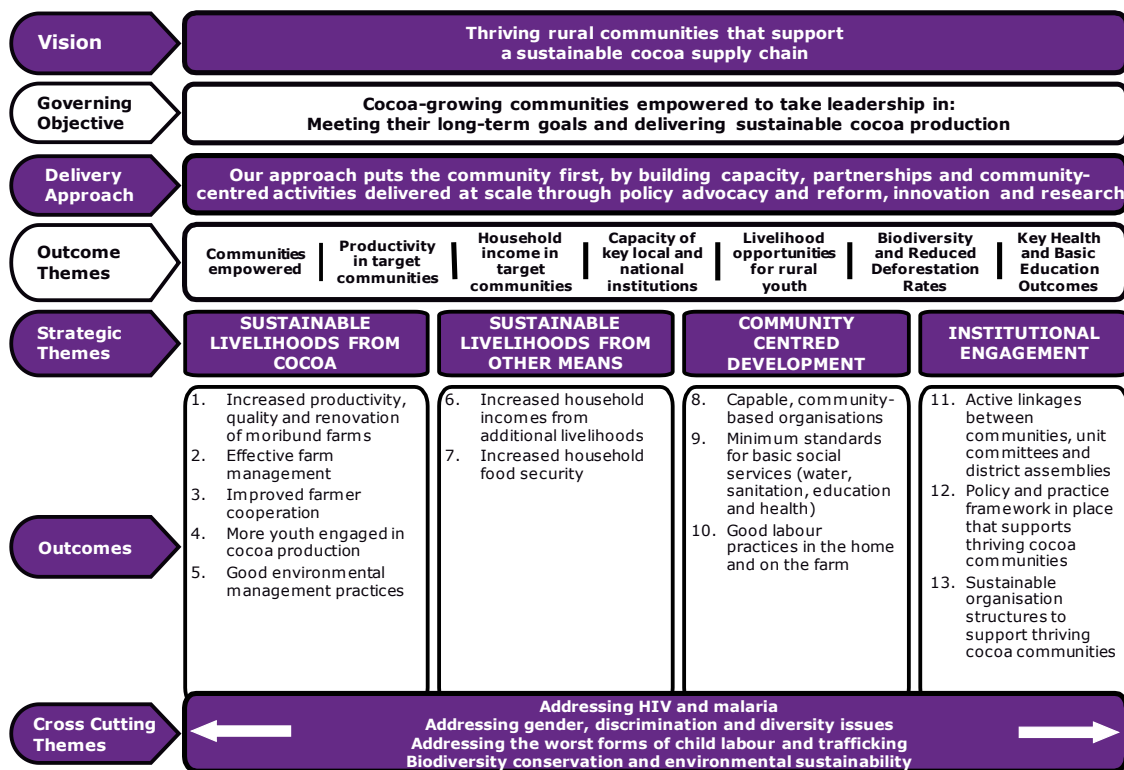 Vision
Thriving rural communities that support
a sustainable cocoa supply chain
Governing
Objective
Cocoa-growing communities empowered to take leadership in:
Meeting their long-term goals and delivering sustainable cocoa production
Delivery
Approach
Our approach puts the community first, by building capacity, partnerships and community-
centred activities delivered at scale through policy advocacy and reform, innovation and research
Outcome
Themes
Communities
empowered
Productivity
in target
communities
Household
income in
target
communities
Capacity of
key local and
national
institutions
Livelihood
opportunities
for rural
youth
Biodiversity
and Reduced
Deforestation
Rates
Key Health
and Basic
Education
Outcomes
Strategic
Themes
SUSTAINABLE
LIVELIHOODS FROM
COCOA
SUSTAINABLE
LIVELIHOODS FROM
OTHER MEANS
COMMUNITY
CENTRED
DEVELOPMENT
INSTITUTIONAL
ENGAGEMENT
Outcomes
1. Increased productivity,
quality and renovation
of moribund farms
2. Effective farm
management
3. Improved farmer
cooperation
4. More youth engaged in
cocoa production
5. Good environmental
management practices
6. Increased household
incomes from
additional livelihoods
7. Increased household
food security
8. Capable, community-
based organisations
9. Minimum standards
for basic social
services (water,
sanitation, education
and health)
10. Good labour
practices in the home
and on the farm
11. Active linkages
between
communities, unit
committees and
district assemblies
12. Policy and practice
framework in place
that supports
thriving cocoa
communities
13. Sustainable
organisation
structures to
support thriving
cocoa communities
Cross Cutting
Themes
Addressing HIV and malaria
Addressing gender, discrimination and diversity issues
Addressing the worst forms of child labour and trafficking
Biodiversity conservation and environmental sustainability